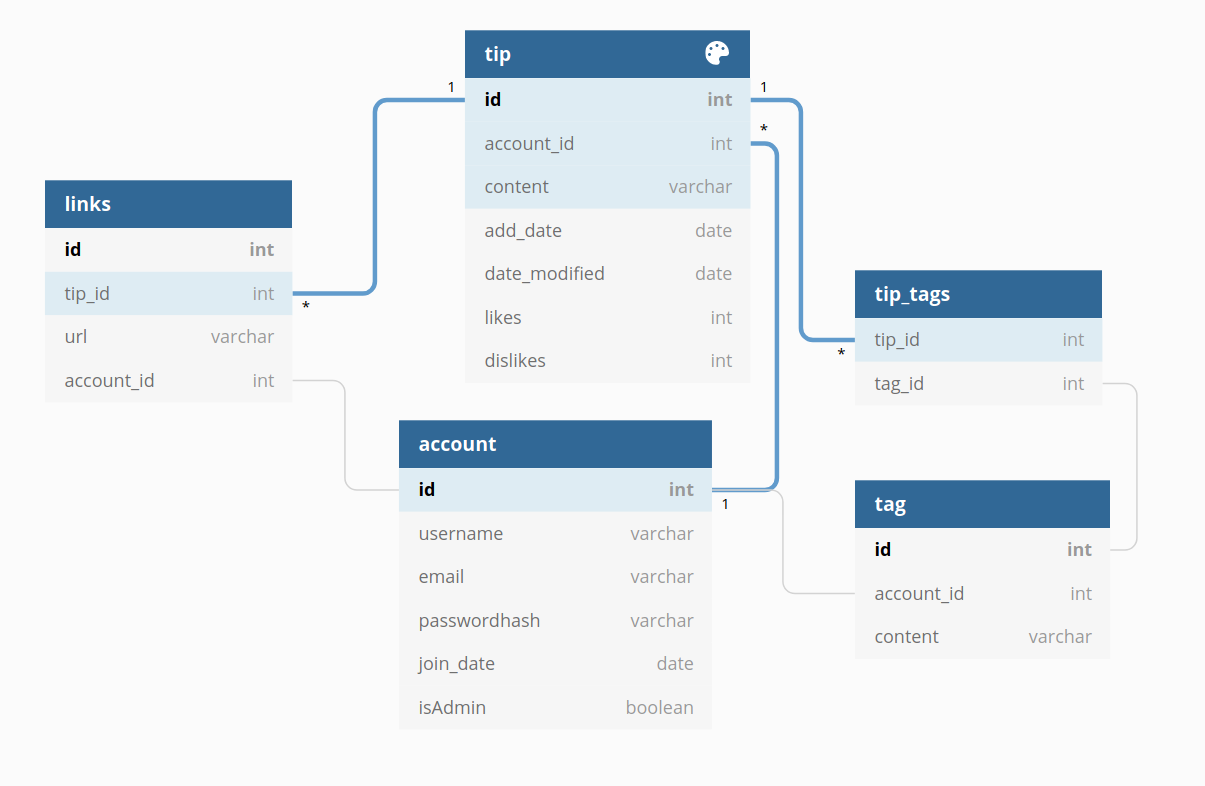 tip
1
id int
1
account_id int
*
content varchar
add_date date
date_modified date
likes int
dislikes int
links
id int
tip_id int
*
url varchar
account_id int
tip_tags
tip_id int
*
tag_id int
account
id int
1
username varchar
email varchar
passwordhash varchar
join_date date
isAdmin boolean
tag
id int
account_id int
content varchar